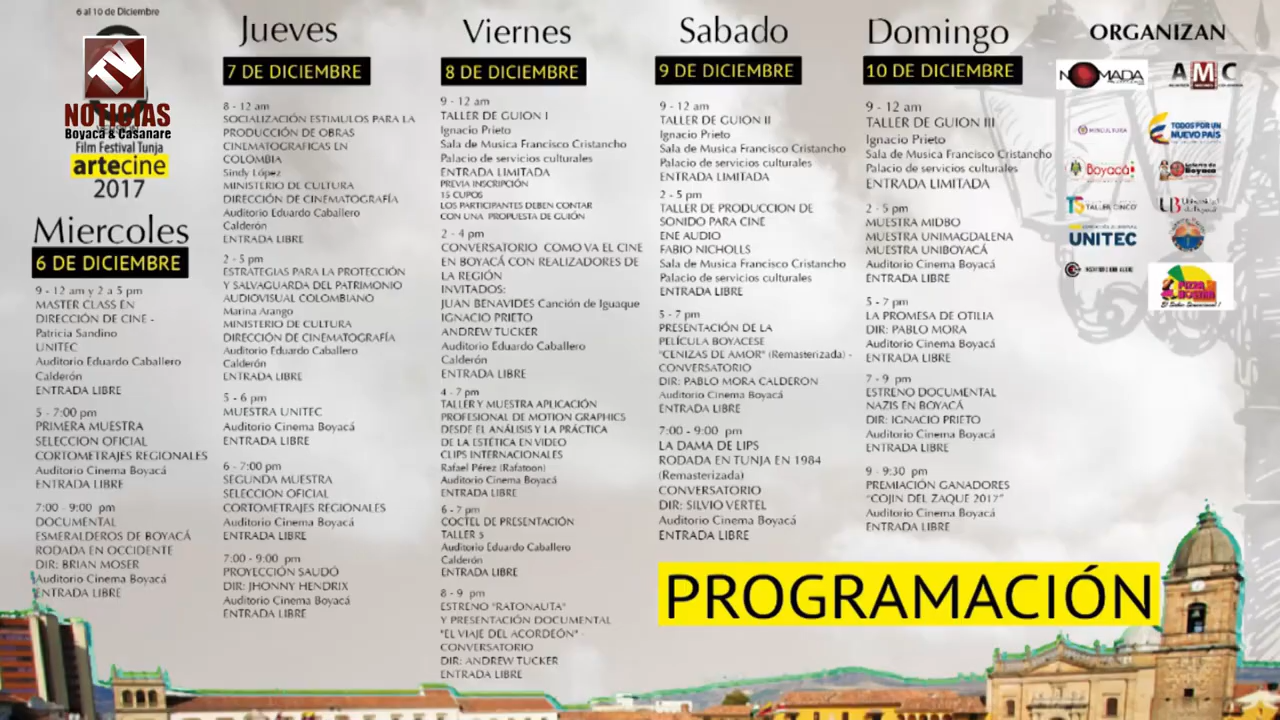 6 al 10 de Diciembre
NOTICIAS
Boyacá & Casanare
Film Festival Tunja
artecine
2017
Miercoles
6 DE DICIEMBRE
9 - 12 am y 2 a 5 pm
MASTER CLASS EN
DIRECCIÓN DE CINE -
Patricia Sandino
UNITEC
Auditorio Eduardo Caballero
Calderón
ENTRADA LIBRE
5 - 7:00 pm
PRIMERA MUESTRA
SELECCION OFICIAL
CORTOMETRAJES REGIONALES
Auditorio Cinema Boyacá
ENTRADA LIBRE
7:00 - 9:00 pm
DOCUMENTAL
ESMERALDEROS DE BOYACÁ
RODADA EN OCCIDENTE
DIR: BRIAN MOSER
Auditorio Cinema Boyacá
ENTRADA LIBRE
Jueves
7 DE DICIEMBRE
8 - 12 am
SOCIALIZACIÓN ESTIMULOS PARA LA
PRODUCCIÓN DE OBRAS
CINEMATOGRAFICAS EN
COLOMBIA
Sindy López
MINISTERIO DE CULTURA
DIRECCIÓN DE CINEMATOGRAFÍA
Auditorio Eduardo Caballero
Calderón
ENTRADA LIBRE
2 - 5 pm
ESTRATEGIAS PARA LA PROTECCIÓN
Y SALVAGUARDA DEL PATRIMONIO
AUDIOVISUAL COLOMBIANO
Marina Arango
MINISTERIO DE CULTURA
DIRECCIÓN DE CINEMATOGRAFÍA
Auditorio Eduardo Caballero
Calderón
ENTRADA LIBRE
5 - 6 pm
MUESTRA UNITEC
Auditorio Cinema Boyacá
ENTRADA LIBRE
6 - 7:00 pm
SEGUNDA MUESTRA
SELECCIÓN OFICIAL
CORTOMETRAJES REGIONALES
Auditorio Cinema Boyacá
ENTRADA LIBRE
7:00 - 9:00 pm
PROYECCIÓN SAUDÓ
DIR: JHONNY HENDRIX
Auditorio Cinema Boyacá
ENTRADA LIBRE
Viernes
8 DE DICIEMBRE
9 - 12 am
TALLER DE GUION I
Ignacio Prieto
Sala de Musica Francisco Cristancho
Palacio de servicios culturales
ENTRADA LIMITADA
PREVIA INSCRIPCIÓN
15 CUPOS
LOS PARTICIPANTES DEBEN CONTAR
CON UNA PROPUESTA DE GUIÓN
2 - 4 pm
CONVERSATORIO COMO VA EL CINE
EN BOYACÁ CON REALIZADORES DE
LA REGIÓN
INVITADOS:
JUAN BENAVIDES Canción de Iguaque
IGNACIO PRIETO
ANDREW TUCKER
Auditorio Eduardo Caballero
Calderón
ENTRADA LIBRE
4 - 7 pm
TALLER Y MUESTRA APLICACIÓN
PROFESIONAL DE MOTION GRAPHICS
DESDE EL ANÁLISIS Y LA PRÁCTICA
DE LA ESTÉTICA EN VIDEO
CLIPS INTERNACIONALES
Rafael Pérez (Rafatoon)
Auditorio Cinema Boyacá
ENTRADA LIBRE
6 - 7 pm
COCTEL DE PRESENTACIÓN
TALLER 5
Auditorio Eduardo Caballero
Calderón
ENTRADA LIBRE
8 - 9 pm
ESTRENO "RATONAUTA"
Y PRESENTACIÓN DOCUMENTAL
"EL VIAJE DEL ACORDEÓN" -
CONVERSATORIO
DIR: ANDREW TUCKER
ENTRADA LIBRE
Sabado
9 DE DICIEMBRE
9 - 12 am
TALLER DE GUION II
Ignacio Prieto
Sala de Musica Francisco Cristancho
Palacio de servicios culturales
ENTRADA LIMITADA
2 - 5 pm
TALLER DE PRODUCCION DE
SONIDO PARA CINE
ENE AUDIO
FABIO NICHOLLS
Sala de Musica Francisco Cristancho
Palacio de servicios culturales
ENTRADA LIBRE
5 - 7 pm
PRESENTACIÓN DE LA
PELÍCULA BOYACESE
"CENIZAS DE AMOR" (Remasterizada) -
CONVERSATORIO
DIR: PABLO MORA CALDERON
Auditorio Cinema Boyacá
ENTRADA LIBRE
7:00 - 9:00 pm
LA DAMA DE LIPS
RODADA EN TUNJA EN 1984
(Remasterizada)
CONVERSATORIO
DIR: SILVIO VERTEL
Auditorio Cinema Boyacá
ENTRADA LIBRE
Domingo
10 DE DICIEMBRE
9 - 12 am
TALLER DE GUION III
Ignacio Prieto
Sala de Musica Francisco Cristancho
Palacio de servicios culturales
ENTRADA LIMITADA
2 - 5 pm
MUESTRA MIDBO
MUESTRA UNIMAGDALENA
MUESTRA UNIBOYACÁ
Auditorio Cinema Boyacá
ENTRADA LIBRE
5 - 7 pm
LA PROMESA DE OTILIA
DIR: PABLO MORA
Auditorio Cinema Boyacá
ENTRADA LIBRE
7 - 9 pm
ESTRENO DOCUMENTAL
NAZIS EN BOYACÁ
DIR: IGNACIO PRIETO
Auditorio Cinema Boyacá
ENTRADA LIBRE
9 - 9:30 pm
PREMIACIÓN GANADORES
"COJIN DEL ZAQUE 2017"
Auditorio Cinema Boyacá
ENTRADA LIBRE
ORGANIZAN
NOMADA
AMC
MINCULTURA
TODOS POR UN
NUEVO PAÍS
Boyacá
Boyacá
T5
TALLER CINCO
UB Universidad
de Boyacá
UNITEC
PIZZA
El Sabor Sensacional!
PROGRAMACIÓN